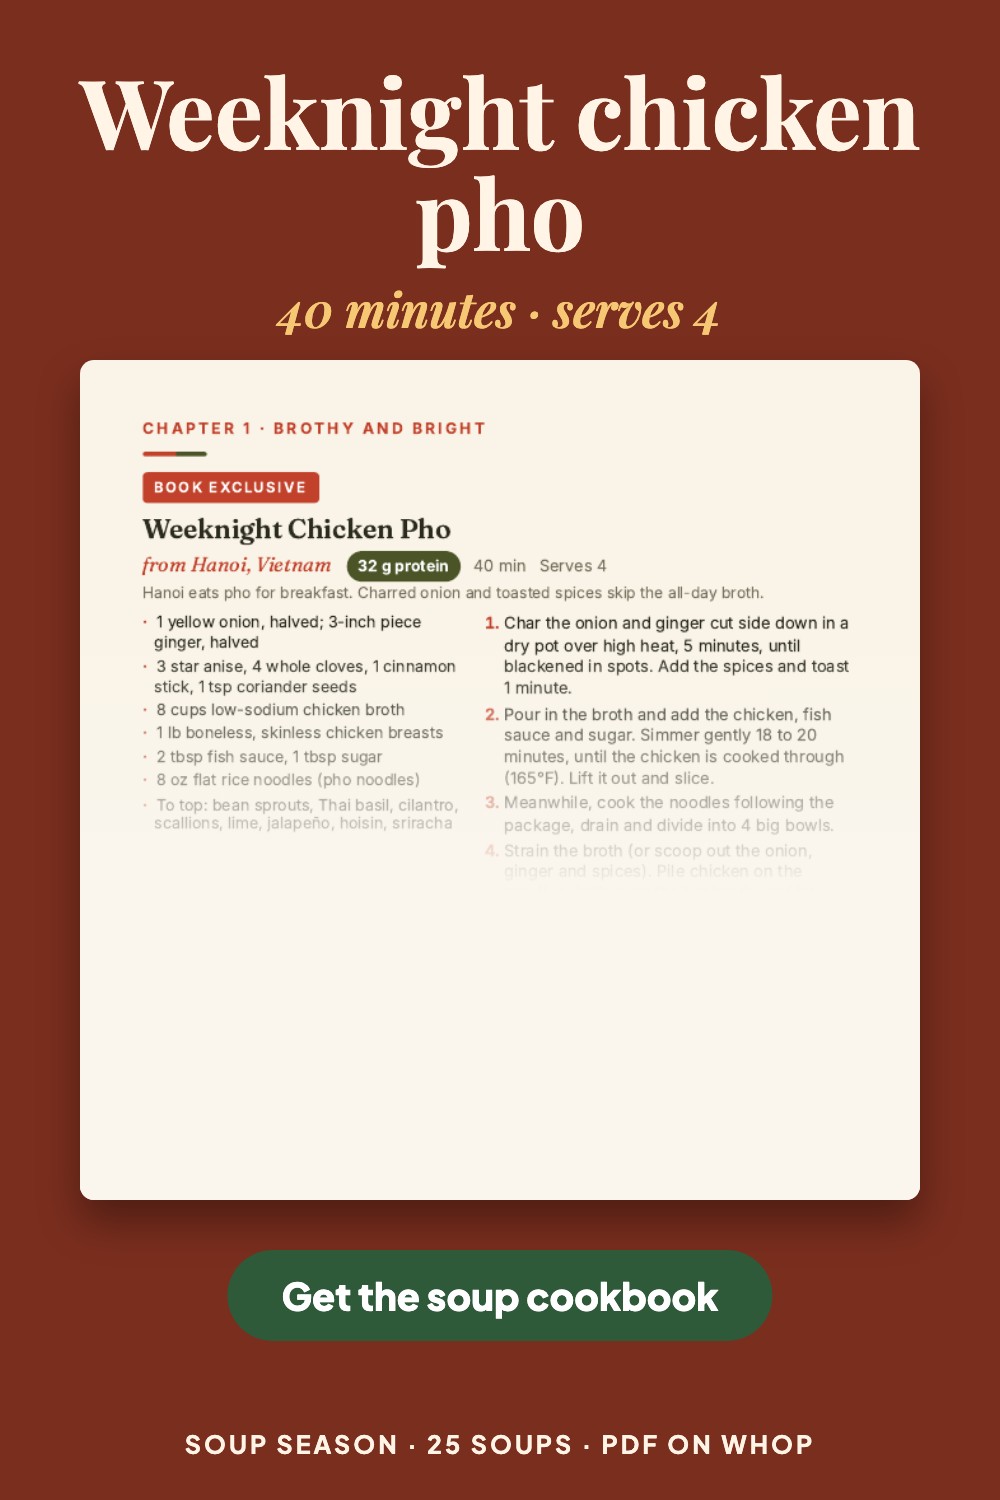 Weeknight chicken
pho
40 minutes · serves 4
CHAPTER 1 · BROTHY AND BRIGHT
BOOK EXCLUSIVE
Weeknight Chicken Pho
from Hanoi, Vietnam 32 g protein 40 min Serves 4
Hanoi eats pho for breakfast. Charred onion and toasted spices skip the all-day broth.
· 1 yellow onion, halved; 3-inch piece
ginger, halved
· 3 star anise, 4 whole cloves, 1 cinnamon
stick, 1 tsp coriander seeds
· 8 cups low-sodium chicken broth
· 1 lb boneless, skinless chicken breasts
· 2 tbsp fish sauce, 1 tbsp sugar
· 8 oz flat rice noodles (pho noodles)
· To top: bean sprouts, Thai basil, cilantro,
scallions, lime, jalapeño, hoisin, sriracha
1. Char the onion and ginger cut side down in a
dry pot over high heat, 5 minutes, until
blackened in spots. Add the spices and toast
1 minute.
2. Pour in the broth and add the chicken, fish
sauce and sugar. Simmer gently 18 to 20
minutes, until the chicken is cooked through
(165°F). Lift it out and slice.
3. Meanwhile, cook the noodles following the
package, drain and divide into 4 big bowls.
4. Strain the broth (or scoop out the onion,
ginger and spices). Pile chicken on the
Get the soup cookbook
SOUP SEASON · 25 SOUPS · PDF ON WHOP